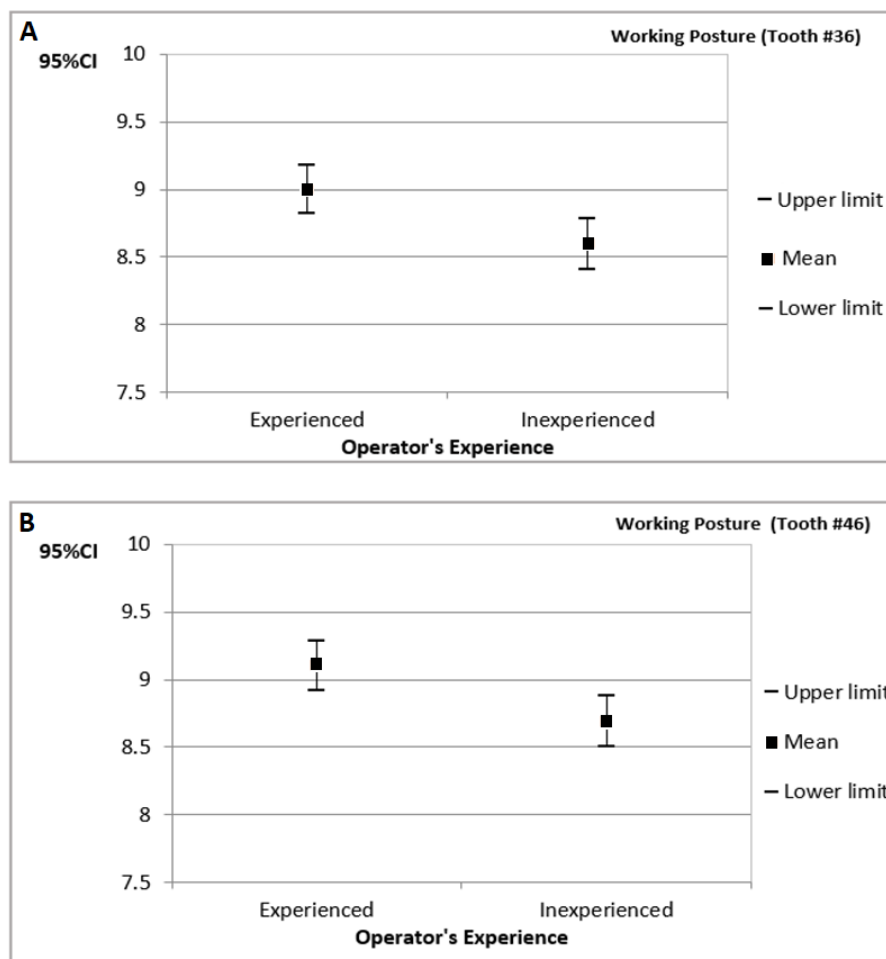 A
Working Posture (Tooth #36)
95%CI
10
9.5
9
8.5
8
7.5
Upper limit
Mean
Lower limit
Experienced
Inexperienced
Operator's Experience
B
Working Posture (Tooth #46)
95%CI
10
9.5
9
8.5
8
7.5
Upper limit
Mean
Lower limit
Experienced
Inexperienced
Operator's Experience